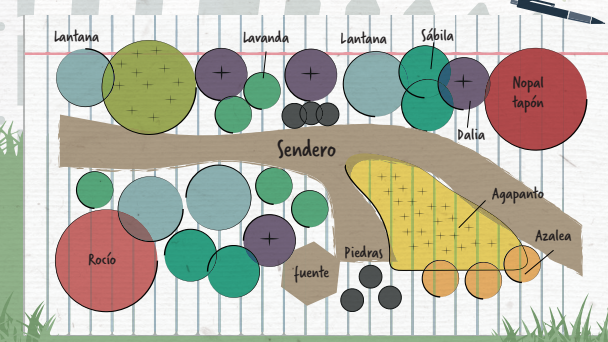 Lantana
Lavanda
Lantana
Sábila
Nopal
tapón
Dalia
Sendero
Agapanto
Azalea
Piedras
Rocío
fuente